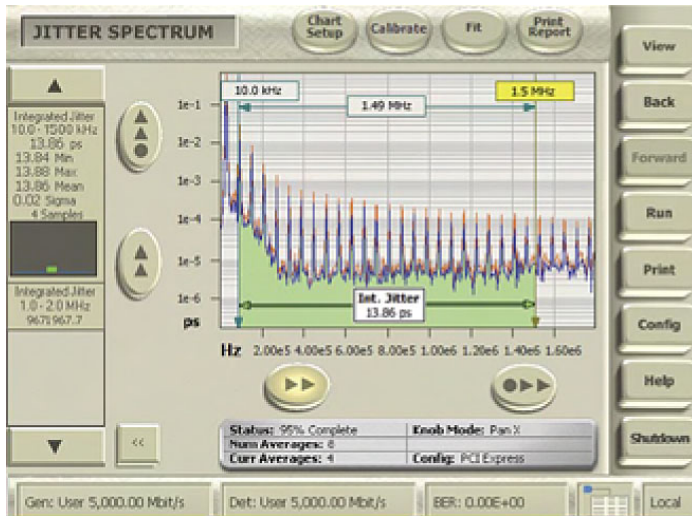 JITTER SPECTRUM
Chart Setup
Calibrate
Fit
Print Report
View
Back
Forward
Run
Print
Config
Help
Shutdown
Integrated Jitter
10.0 - 1500 kHz
13.86 ps
13.84 Min
13.88 Max
13.86 Mean
0.02 Sigma
4 Samples
Integrated Jitter
1.0 - 2.0 MHz
9671967.7
<<
10.0 kHz
1.5 MHz
1.49 MHz
1e-1
1e-2
1e-3
1e-4
1e-5
1e-6
ps
Int. Jitter
13.86 ps
Hz 2.00e5 4.00e5 6.00e5 8.00e5 1.00e6 1.20e6 1.40e6 1.60e6
Status: 95% Complete
Knob Mode: Pan X
Num Averages: 8
Curr Averages: 4
Config: PCI Express
Gen: User 5,000.00 Mbit/s
Det: User 5,000.00 Mbit/s
BER: 0.00E+00
Local